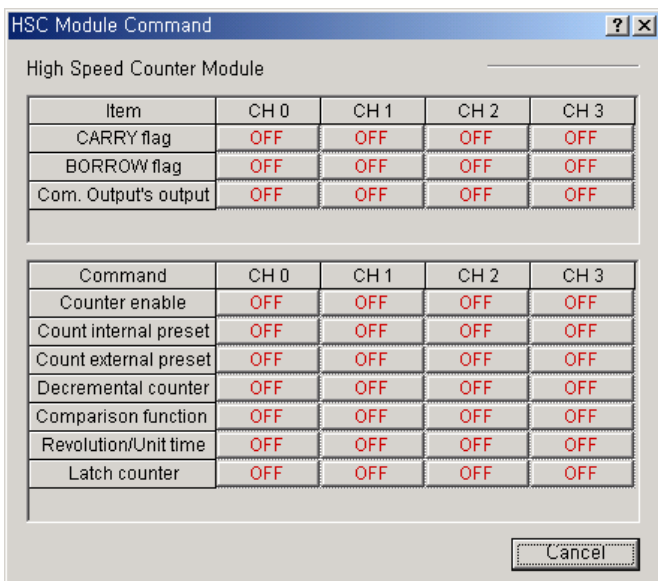 HSC Module Command ? ×
High Speed Counter Module
Item CH 0 CH 1 CH 2 CH 3
CARRY flag OFF OFF OFF OFF
BORROW flag OFF OFF OFF OFF
Com. Output's output OFF OFF OFF OFF
Command CH 0 CH 1 CH 2 CH 3
Counter enable OFF OFF OFF OFF
Count internal preset OFF OFF OFF OFF
Count external preset OFF OFF OFF OFF
Decremental counter OFF OFF OFF OFF
Comparison function OFF OFF OFF OFF
Revolution/Unit time OFF OFF OFF OFF
Latch counter OFF OFF OFF OFF
Cancel